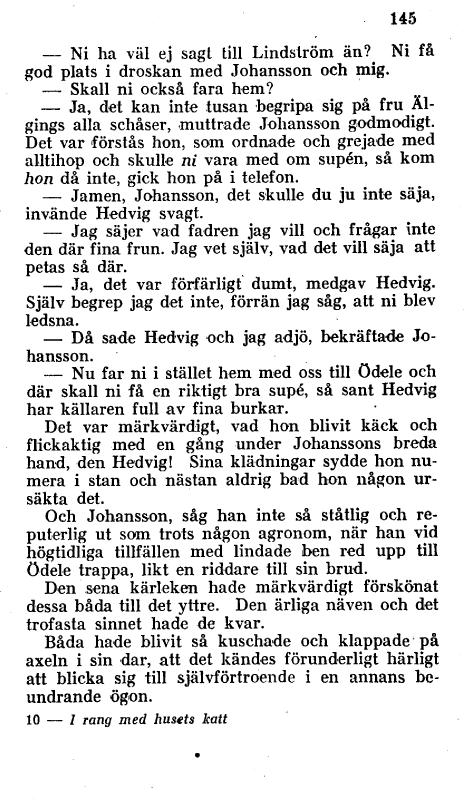 145
— Ni ha väl ej sagt till Lindström än? Ni få
god plats i droskan med Johansson och mig.
— Skall ni också fara hem?
— Ja, det kan inte tusan begripa sig på fru Äl-
gings alla schåser, muttrade Johansson godmodigt.
Det var förstås hon, som ordnade och grejade med
alltihop och skulle ni vara med om supén, så kom
hon då inte, gick hon på i telefon.
— Jamen, Johansson, det skulle du ju inte säja,
invände Hedvig svagt.
— Jag säjer vad fadren jag vill och frågar inte
den där fina frun. Jag vet själv, vad det vill säja att
petas så där.
— Ja, det var förfärligt dumt, medgav Hedvig.
Själv begrep jag det inte, förrän jag såg, att ni blev
ledsna.
— Då sade Hedvig och jag adjö, bekräftade Jo-
hansson.
— Nu far ni i stället hem med oss till Ödele och
där skall ni få en riktigt bra supé, så sant Hedvig
har källaren full av fina burkar.
Det var märkvärdigt, vad hon blivit käck och
flickaktig med en gång under Johanssons breda
hand, den Hedvig! Sina klädningar sydde hon nu-
mera i stan och nästan aldrig bad hon någon ur-
säkta det.
Och Johansson, såg han inte så ståtlig och re-
puterlig ut som trots någon agronom, när han vid
högtidliga tillfällen med lindade ben red upp till
Ödele trappa, likt en riddare till sin brud.
Den sena kärleken hade märkvärdigt förskönat
dessa båda till det yttre. Den ärliga näven och det
trofasta sinnet hade de kvar.
Båda hade blivit så kuschade och klappade på
axeln i sin dar, att det kändes förunderligt härligt
att blicka sig till självförtroende i en annans be-
undrande ögon.
10 — I rang med husets katt